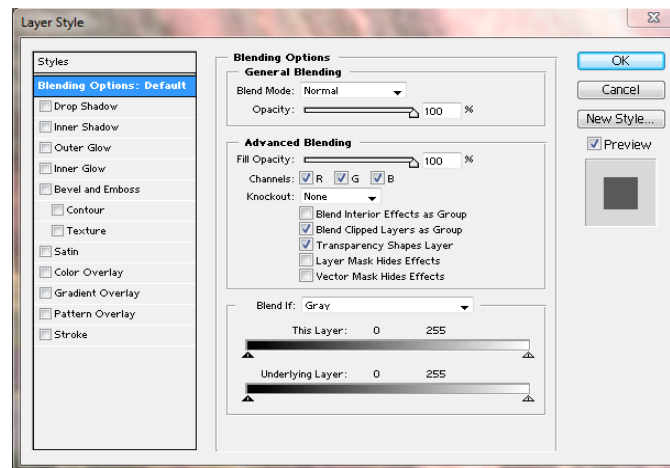 Layer Style
Styles
Blending Options: Default
Drop Shadow
Inner Shadow
Outer Glow
Inner Glow
Bevel and Emboss
Contour
Texture
Satin
Color Overlay
Gradient Overlay
Pattern Overlay
Stroke
Blending Options
General Blending
Blend Mode: Normal
Opacity: 100 %
Advanced Blending
Fill Opacity: 100 %
Channels: R G B
Knockout: None
Blend Interior Effects as Group
Blend Clipped Layers as Group
Transparency Shapes Layer
Layer Mask Hides Effects
Vector Mask Hides Effects
Blend If: Gray
This Layer: 0 255
Underlying Layer: 0 255
OK
Cancel
New Style...
Preview